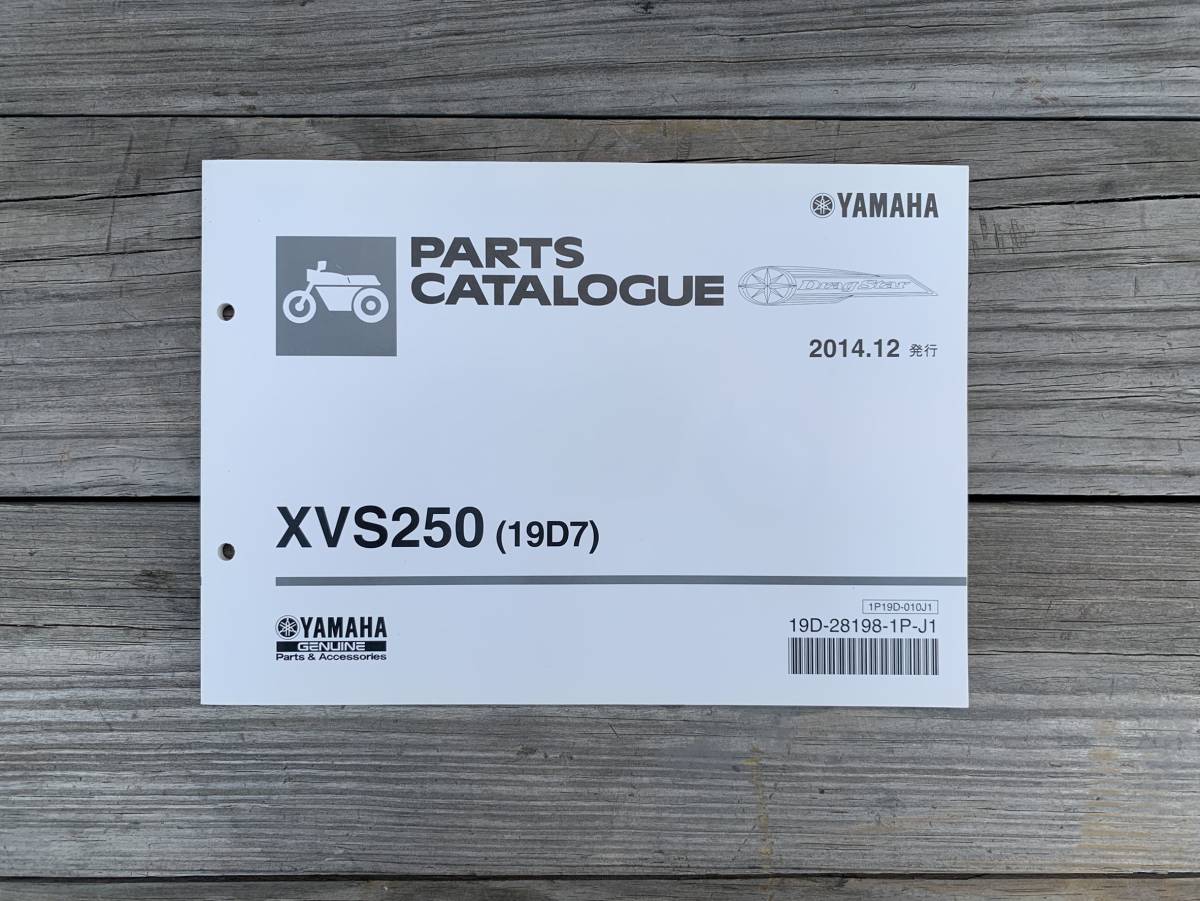 YAMAHA
PARTS
CATALOGUE
DragStar
2014.12 発行
XVS250 (19D7)
YAMAHA
GENUINE
Parts & Accessories
1P19D-010J1
19D-28198-1P-J1